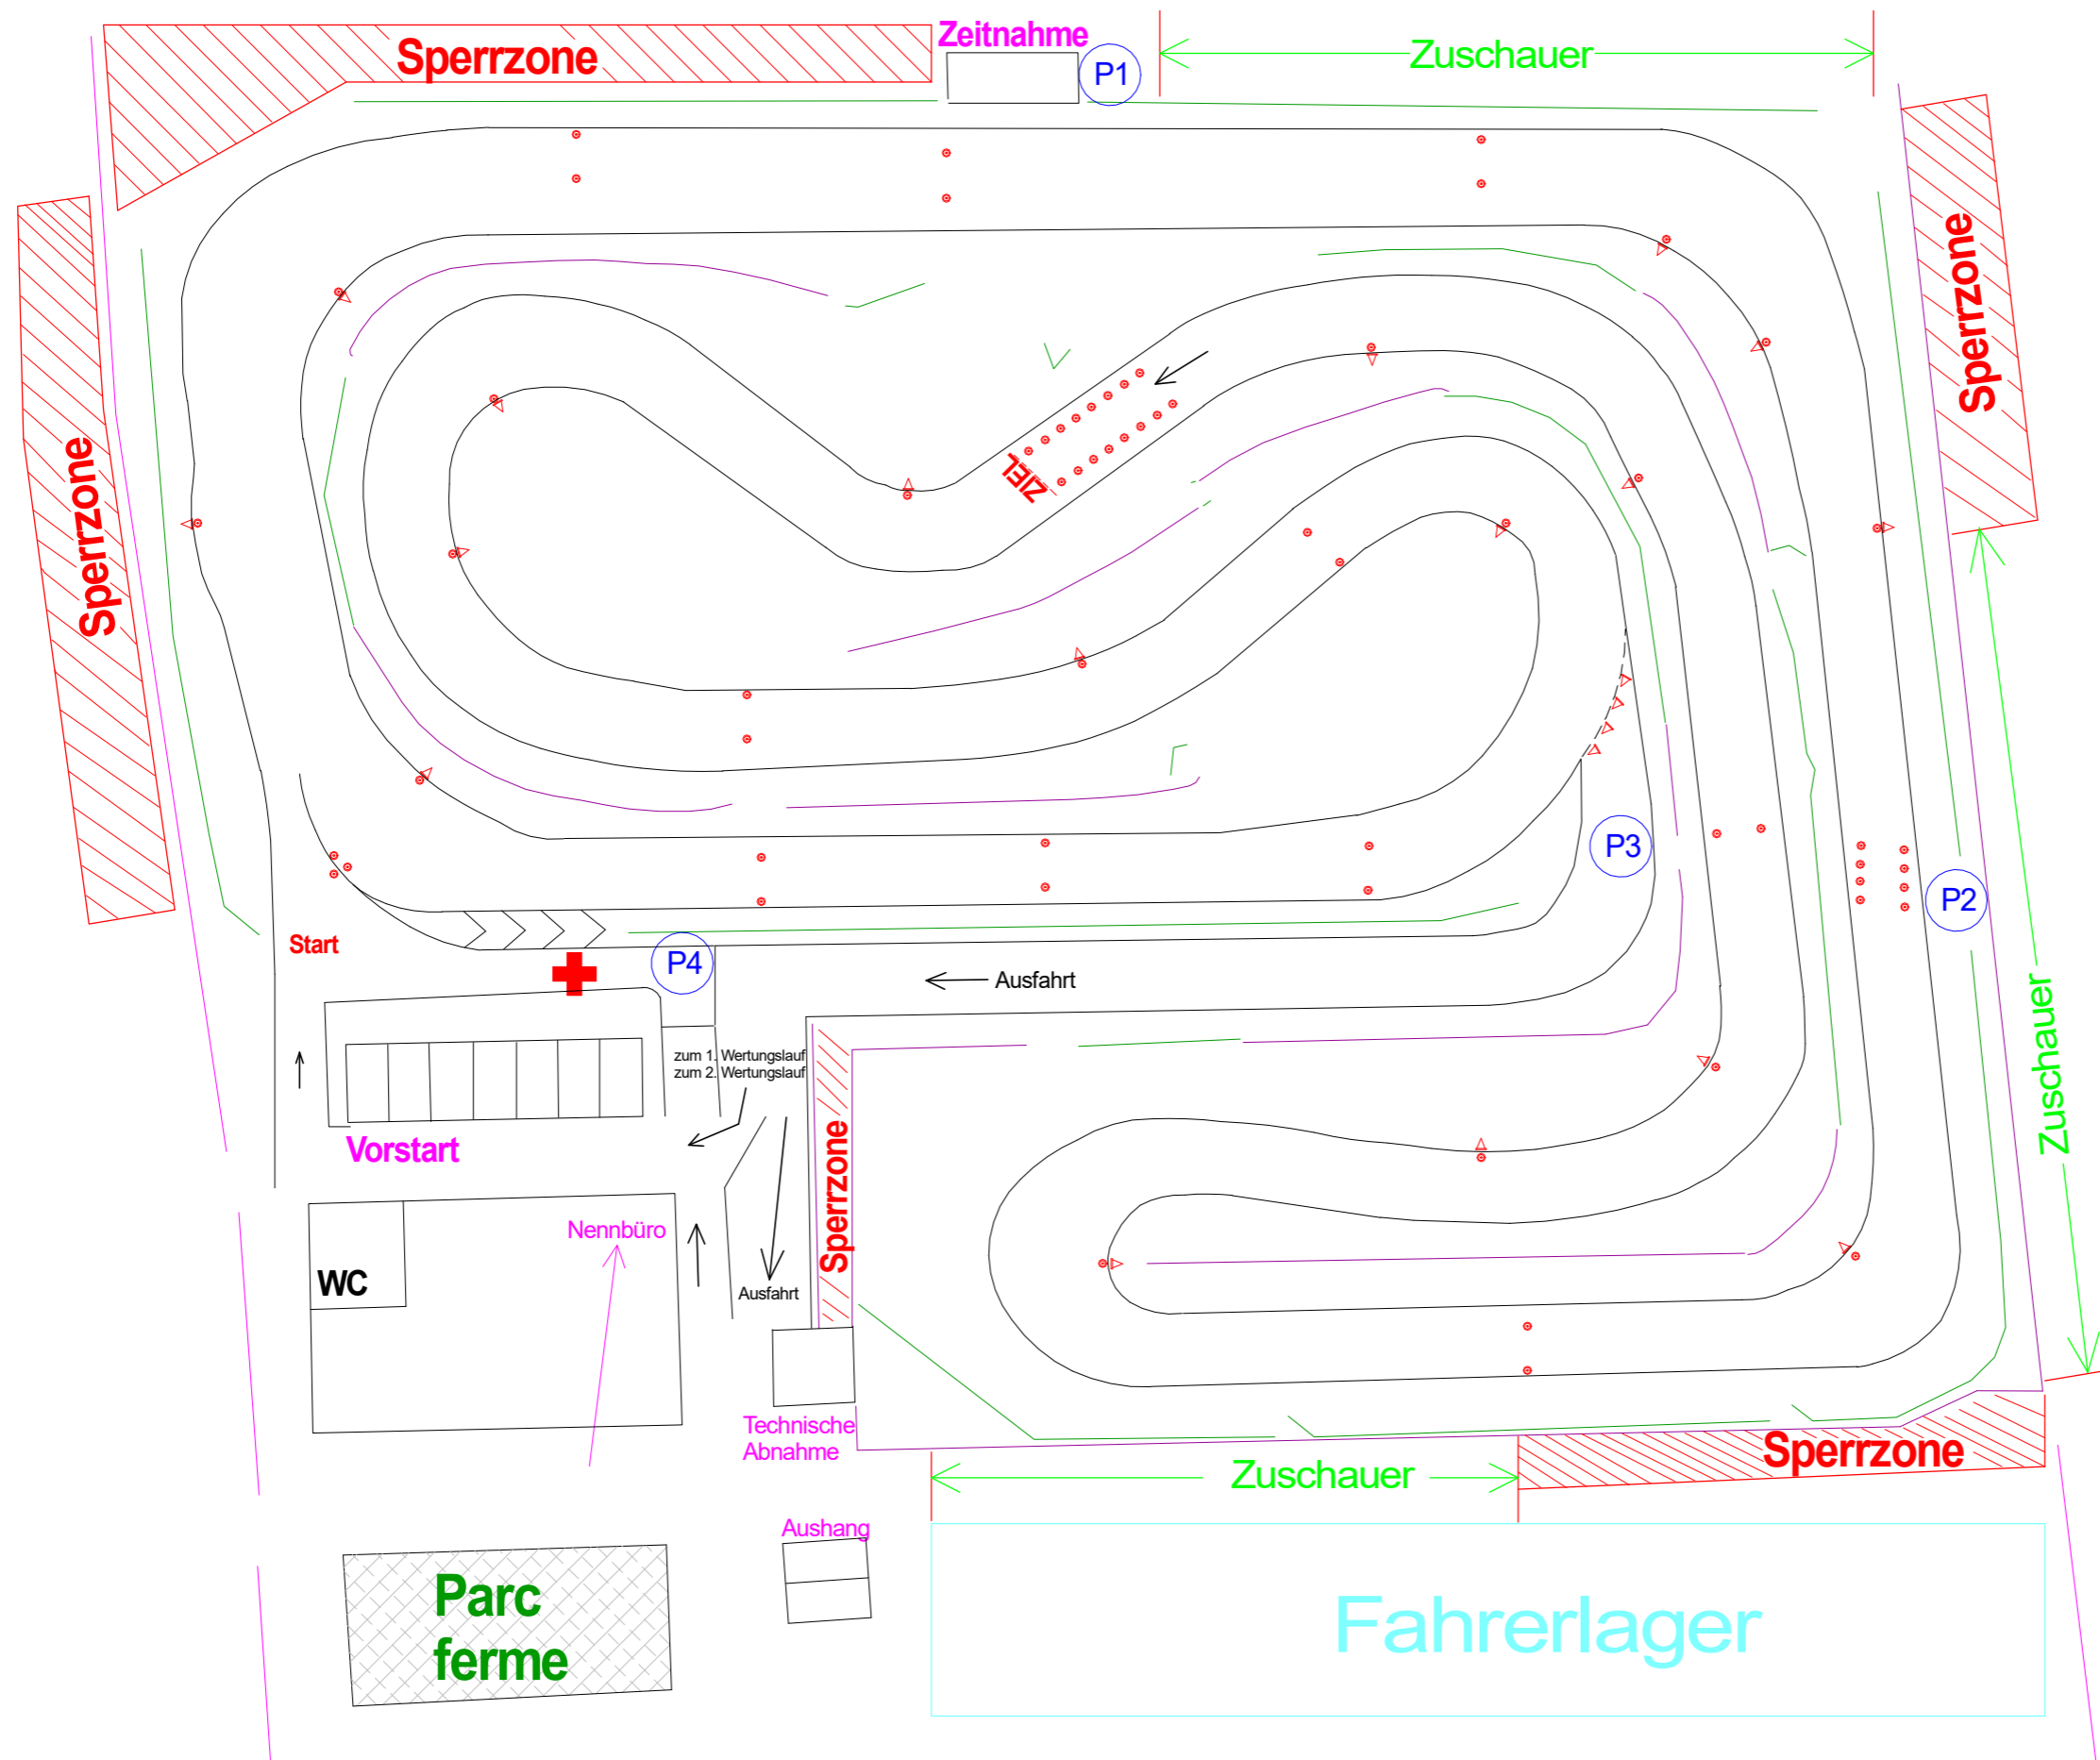 Zeitnahme
Sperrzone
P1
Zuschauer
Sperrzone
Sperrzone
ZIEL
P3
P2
Start
P4
Ausfahrt
Zuschauer
zum 1. Wertungslauf
zum 2. Wertungslauf
Vorstart
Sperrzone
Nennbüro
WC
Ausfahrt
Technische
Abnahme
Sperrzone
Zuschauer
Aushang
Parc
ferme
Fahrerlager